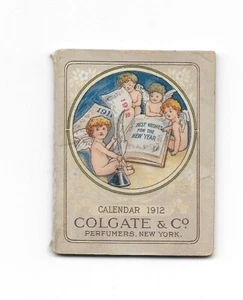 1911
1912
BEST WISHES
FOR THE
NEW YEAR
CALENDAR 1912
COLGATE & Co.
PERFUMERS, NEW YORK.